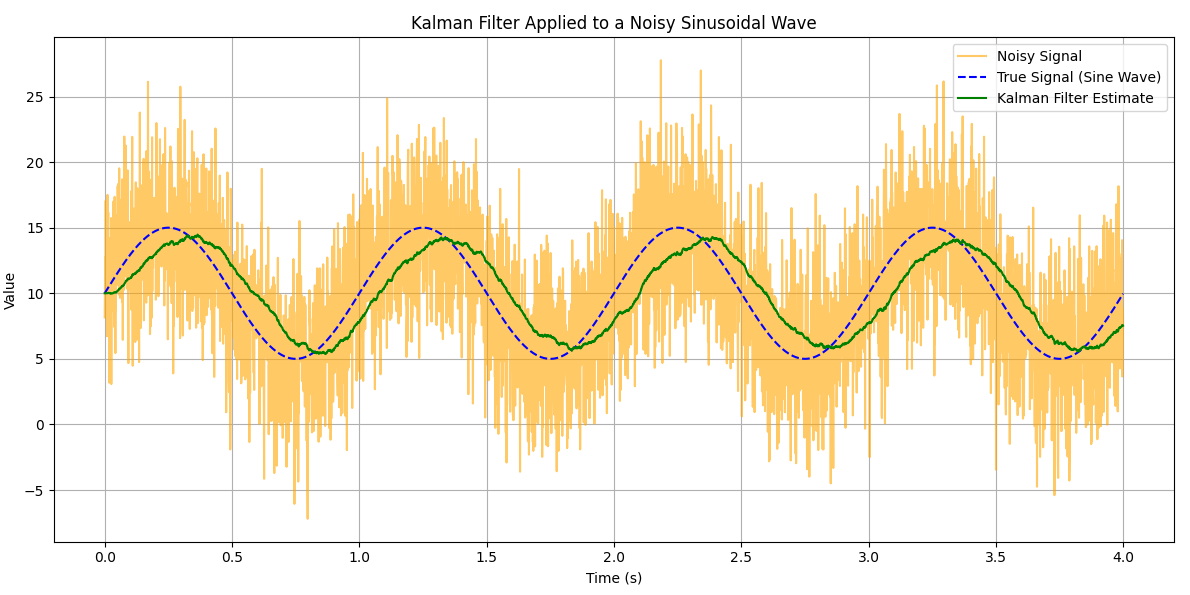 Kalman Filter Applied to a Noisy Sinusoidal Wave
Noisy Signal
True Signal (Sine Wave)
Kalman Filter Estimate
Value
25
20
15
10
5
0
−5
0.0 0.5 1.0 1.5 2.0 2.5 3.0 3.5 4.0
Time (s)